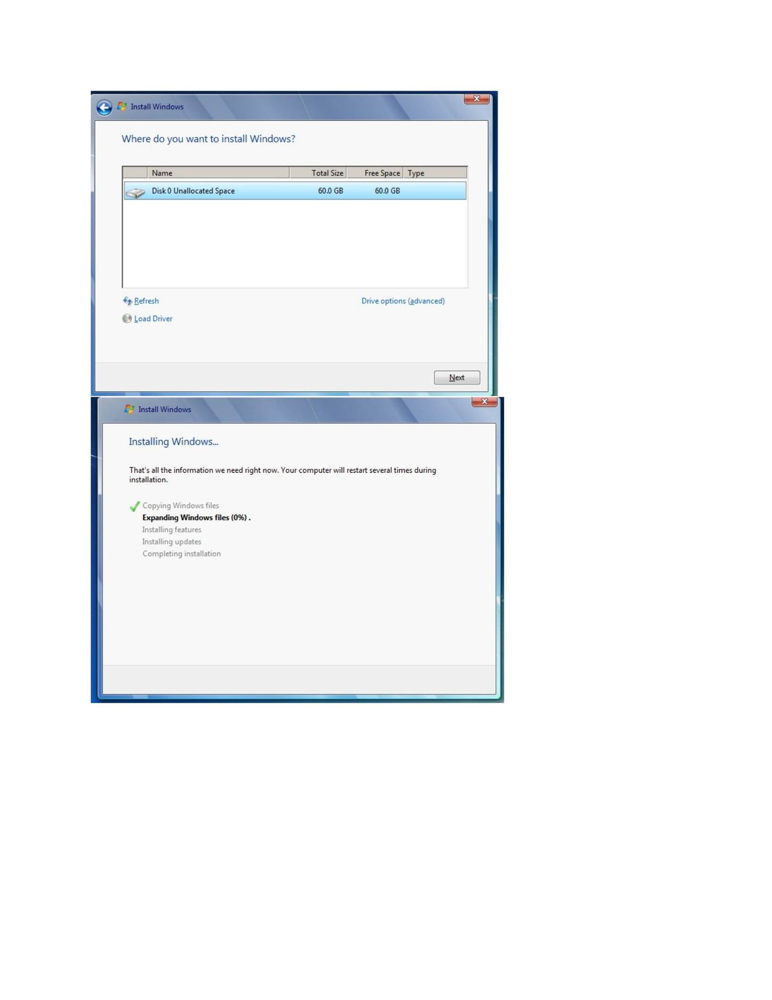 Install Windows
Where do you want to install Windows?
Name Total Size Free Space Type
Disk 0 Unallocated Space 60.0 GB 60.0 GB
Refresh Drive options (advanced)
Load Driver
Next
Install Windows
Installing Windows...
That's all the information we need right now. Your computer will restart several times during
installation.
Copying Windows files
Expanding Windows files (0%) .
Installing features
Installing updates
Completing installation